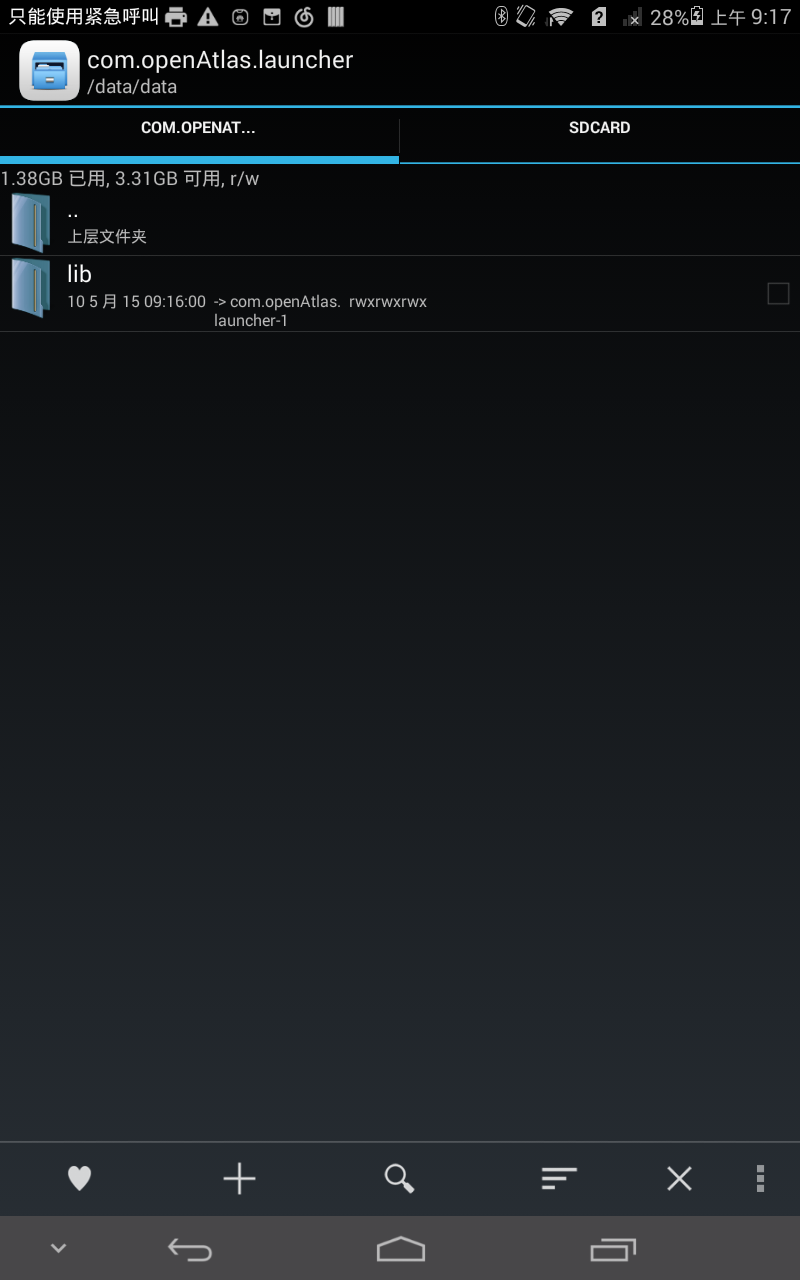 只能使用紧急呼叫 28% 上午 9:17
com.openAtlas.launcher
/data/data
COM.OPENAT... SDCARD
1.38GB 已用, 3.31GB 可用, r/w
..
上层文件夹
lib
10 5 月 15 09:16:00 -> com.openAtlas. rwxrwxrwx
launcher-1